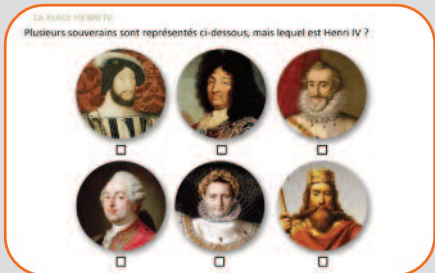 LA PLACE HENRI IV
Plusieurs souverains sont représentés ci-dessous, mais lequel est Henri IV ?